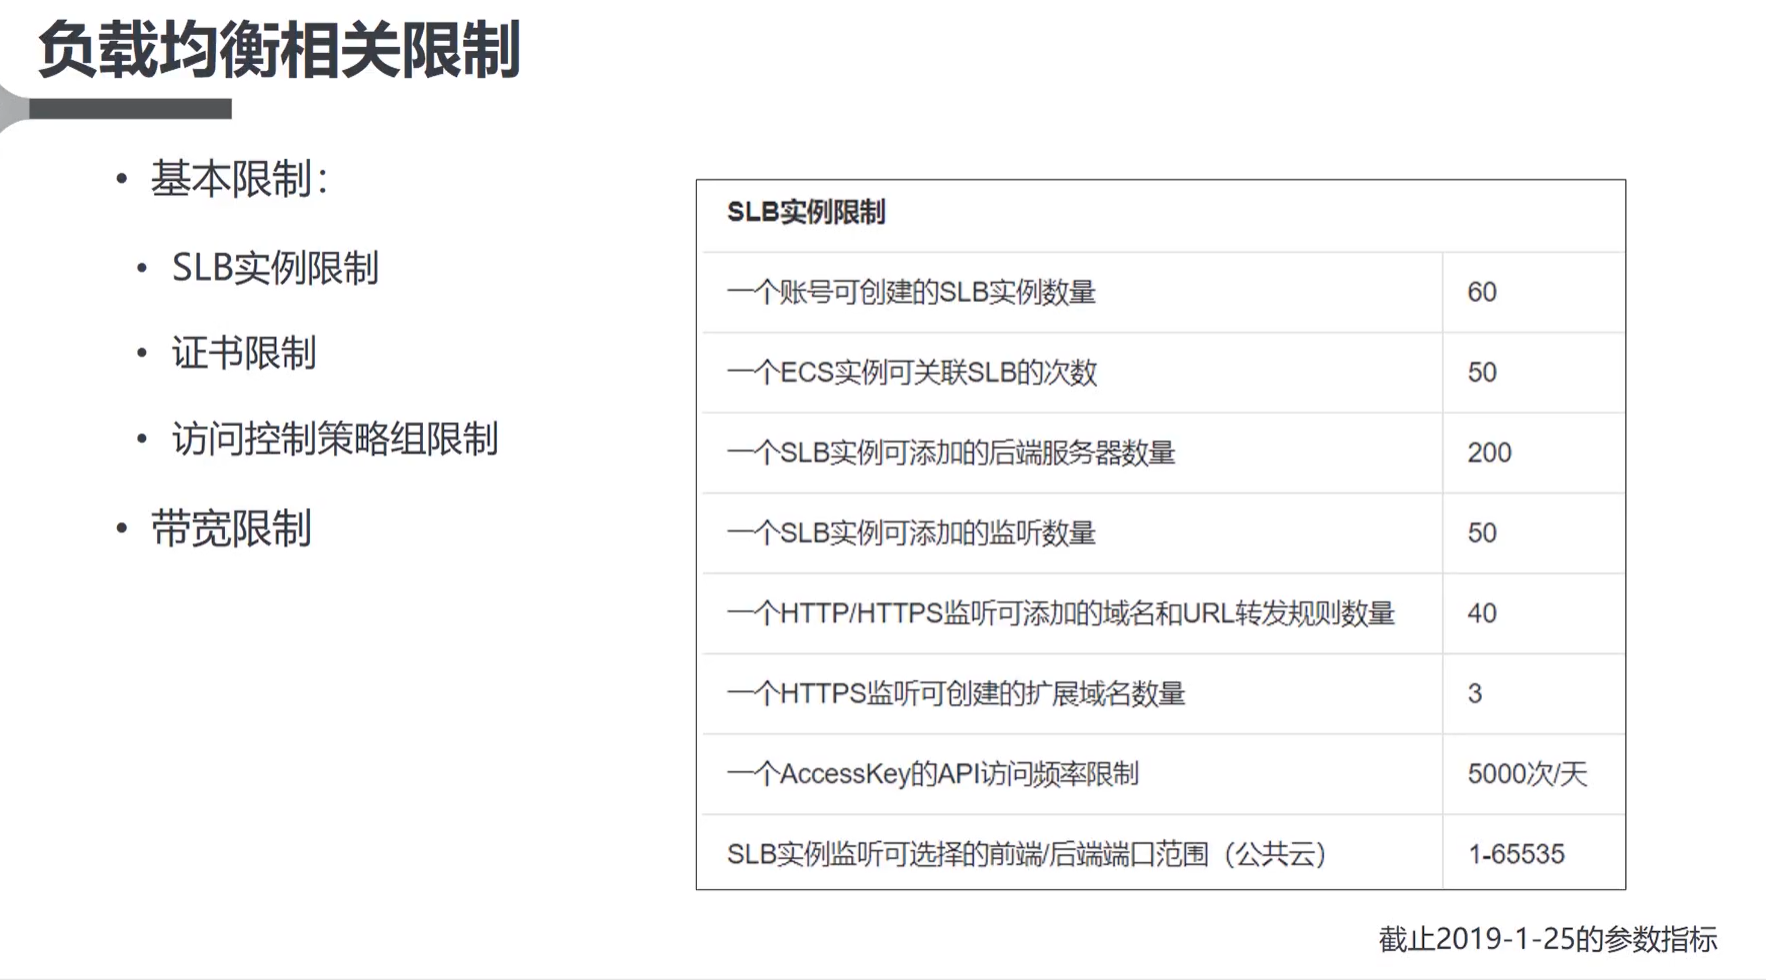 负载均衡相关限制
• 基本限制：
• SLB实例限制
• 证书限制
• 访问控制策略组限制
• 带宽限制
SLB实例限制
一个账号可创建的SLB实例数量 60
一个ECS实例可关联SLB的次数 50
一个SLB实例可添加的后端服务器数量 200
一个SLB实例可添加的监听数量 50
一个HTTP/HTTPS监听可添加的域名和URL转发规则数量 40
一个HTTPS监听可创建的扩展域名数量 3
一个AccessKey的API访问频率限制 5000次/天
SLB实例监听可选择的前端/后端端口范围（公共云） 1-65535
截止2019-1-25的参数指标